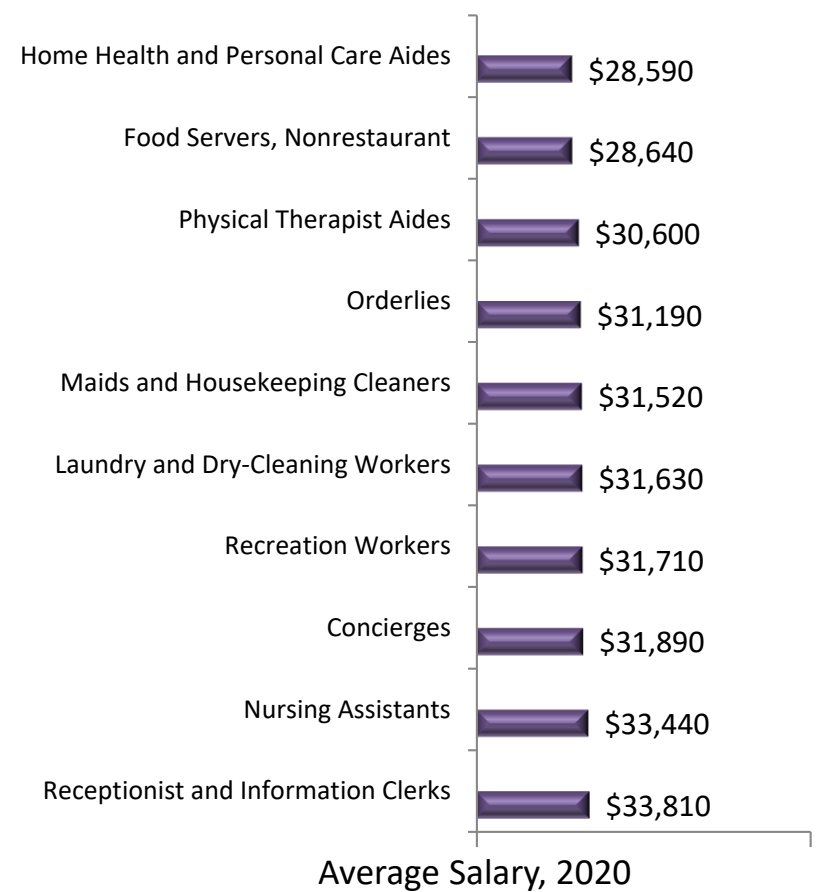 Home Health and Personal Care Aides
$28,590
Food Servers, Nonrestaurant
$28,640
Physical Therapist Aides
$30,600
Orderlies
$31,190
Maids and Housekeeping Cleaners
$31,520
Laundry and Dry-Cleaning Workers
$31,630
Recreation Workers
$31,710
Concierges
$31,890
Nursing Assistants
$33,440
Receptionist and Information Clerks
$33,810
Average Salary, 2020